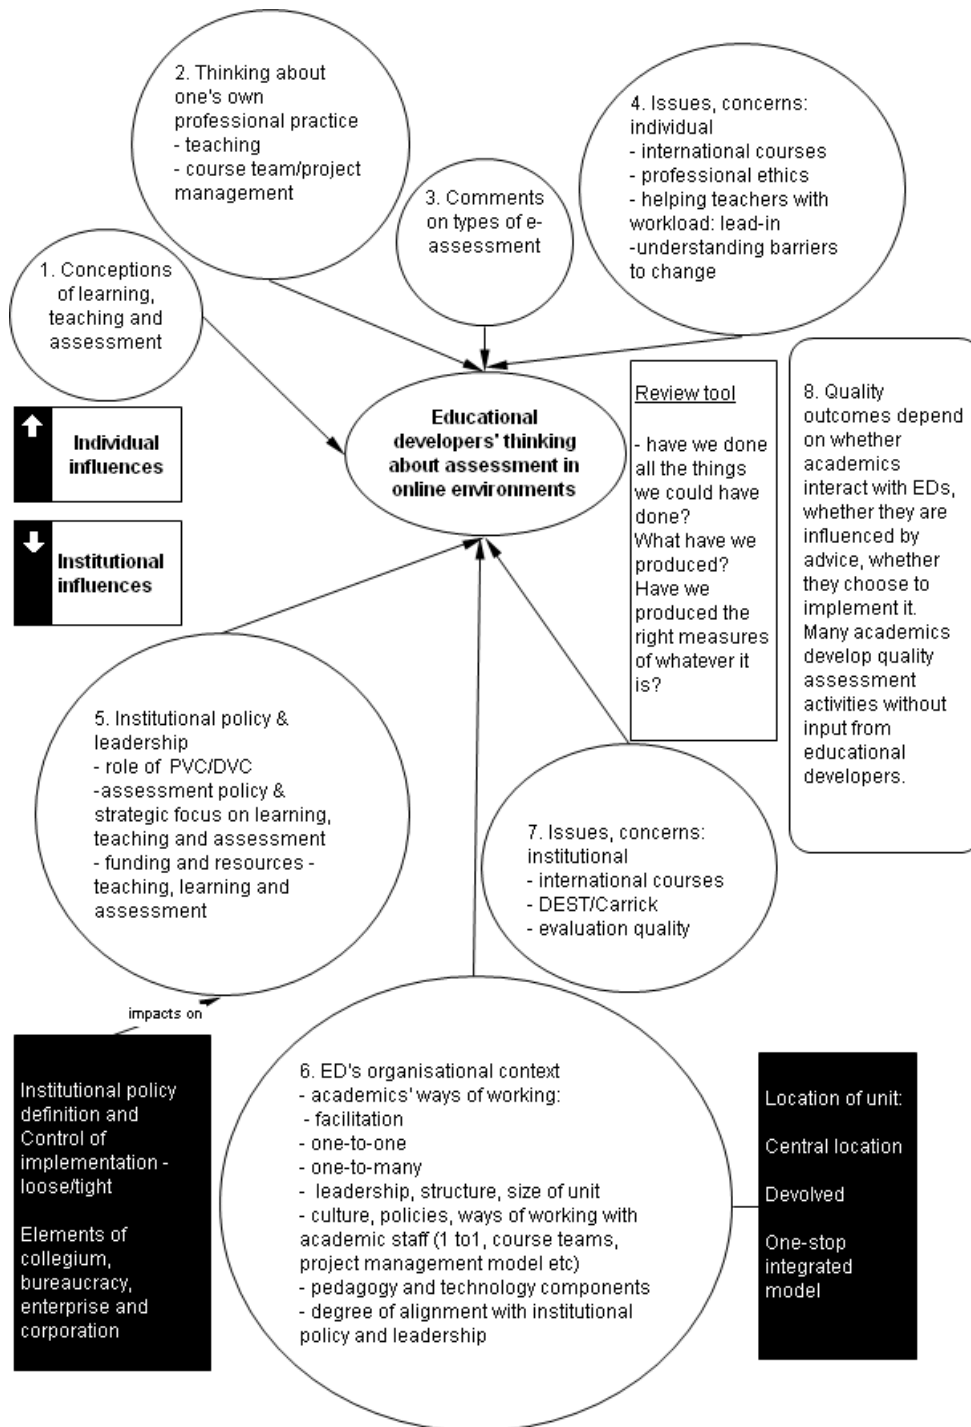 2. Thinking about
one's own
professional practice
- teaching
- course team/project
management
4. Issues, concerns:
individual
- international courses
- professional ethics
- helping teachers with
workload: lead-in
-understanding barriers
to change
3. Comments
on types of e-
assessment
1. Conceptions
of learning,
teaching and
assessment
Individual
influences
Institutional
influences
Educational
developers' thinking
about assessment in
online environments
Review tool
- have we done
all the things
we could have
done?
What have we
produced?
Have we
produced the
right measures
of whatever it
is?
8. Quality
outcomes depend
on whether
academics
interact with EDs,
whether they are
influenced by
advice, whether
they choose to
implement it.
Many academics
develop quality
assessment
activities without
input from
educational
developers.
5. Institutional policy &
leadership
- role of PVC/DVC
-assessment policy &
strategic focus on learning,
teaching and assessment
- funding and resources -
teaching, learning and
assessment
7. Issues, concerns:
institutional
- international courses
- DEST/Carrick
- evaluation quality
impacts on
Institutional policy
definition and
Control of
implementation -
loose/tight
Elements of
collegium,
bureaucracy,
enterprise and
corporation
6. ED's organisational context
- academics' ways of working:
- facilitation
- one-to-one
- one-to-many
- leadership, structure, size of unit
- culture, policies, ways of working with
academic staff (1 to1, course teams,
project management model etc)
- pedagogy and technology components
- degree of alignment with institutional
policy and leadership
Location of unit:
Central location
Devolved
One-stop
integrated
model